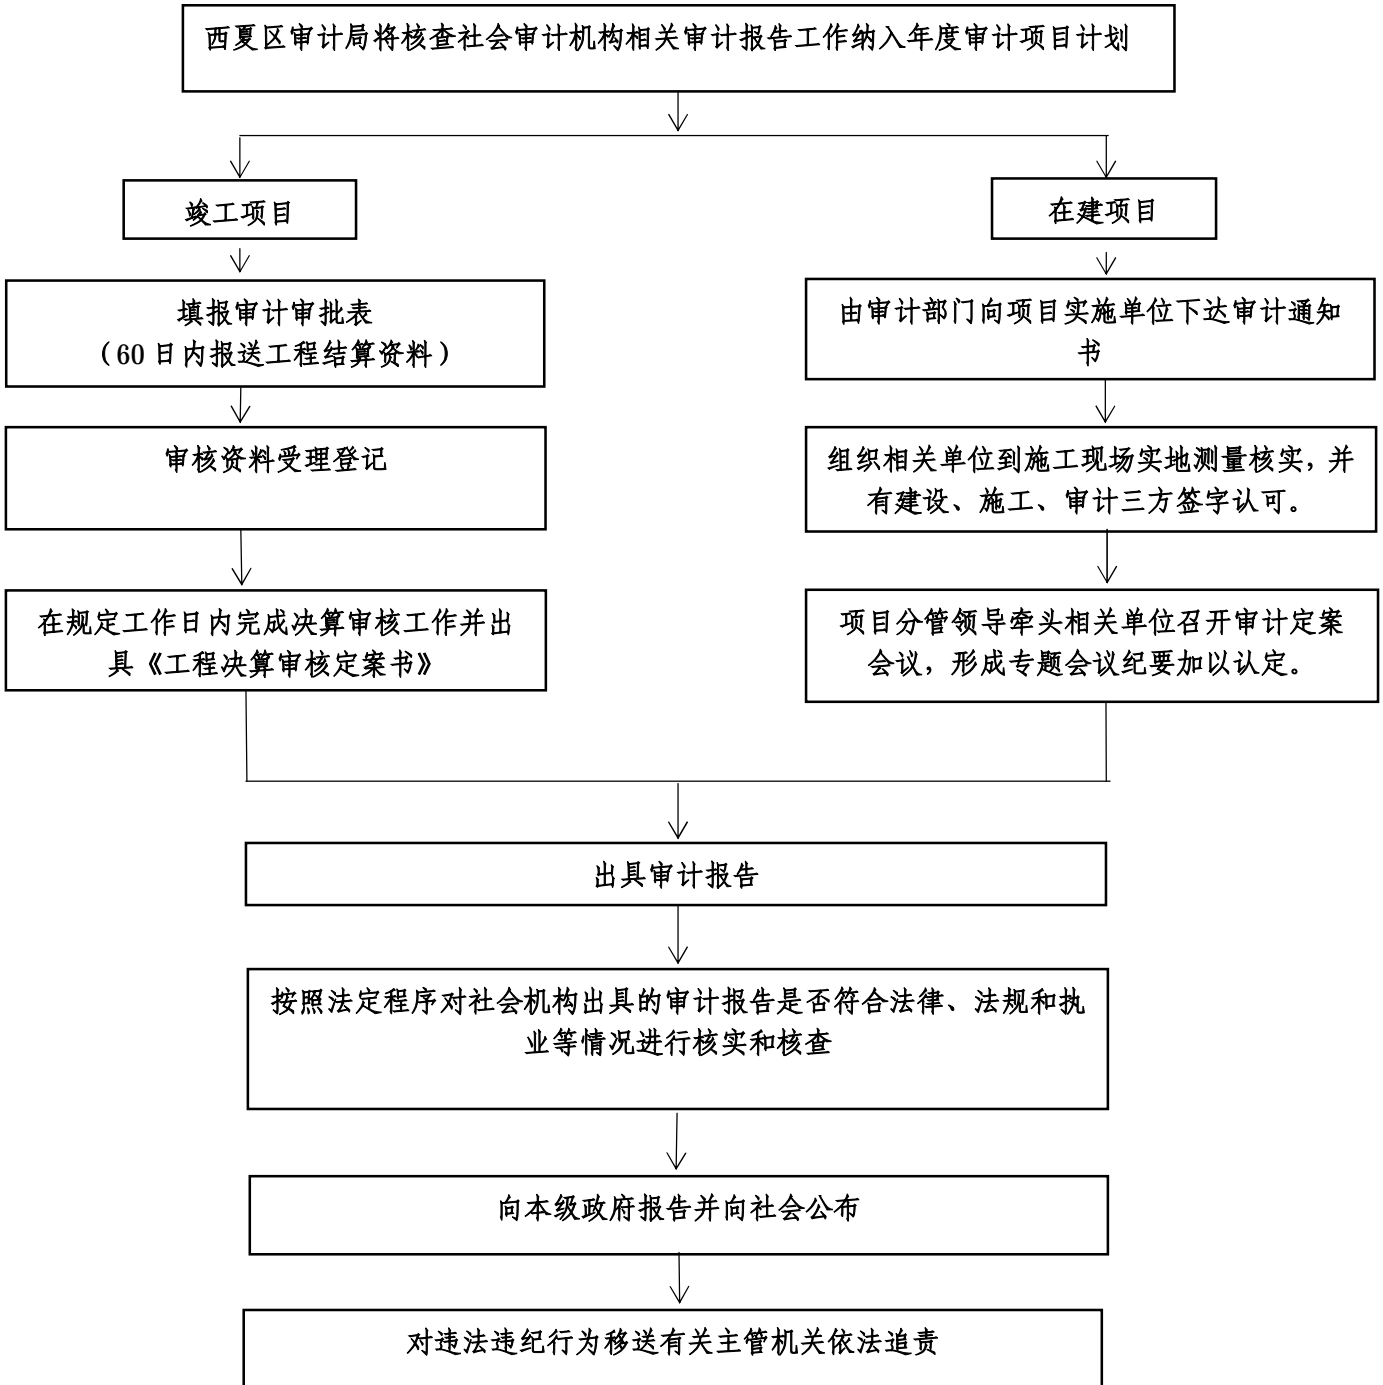 西夏区审计局将核查社会审计机构相关审计报告工作纳入年度审计项目计划
竣工项目
在建项目
填报审计审批表
（60日内报送工程结算资料）
由审计部门向项目实施单位下达审计通知
书
审核资料受理登记
组织相关单位到施工现场实地测量核实，并
有建设、施工、审计三方签字认可。
在规定工作日内完成决算审核工作并出
具《工程决算审核定案书》
项目分管领导牵头相关单位召开审计定案
会议，形成专题会议纪要加以认定。
出具审计报告
按照法定程序对社会机构出具的审计报告是否符合法律、法规和执
业等情况进行核实和核查
向本级政府报告并向社会公布
对违法违纪行为移送有关主管机关依法追责